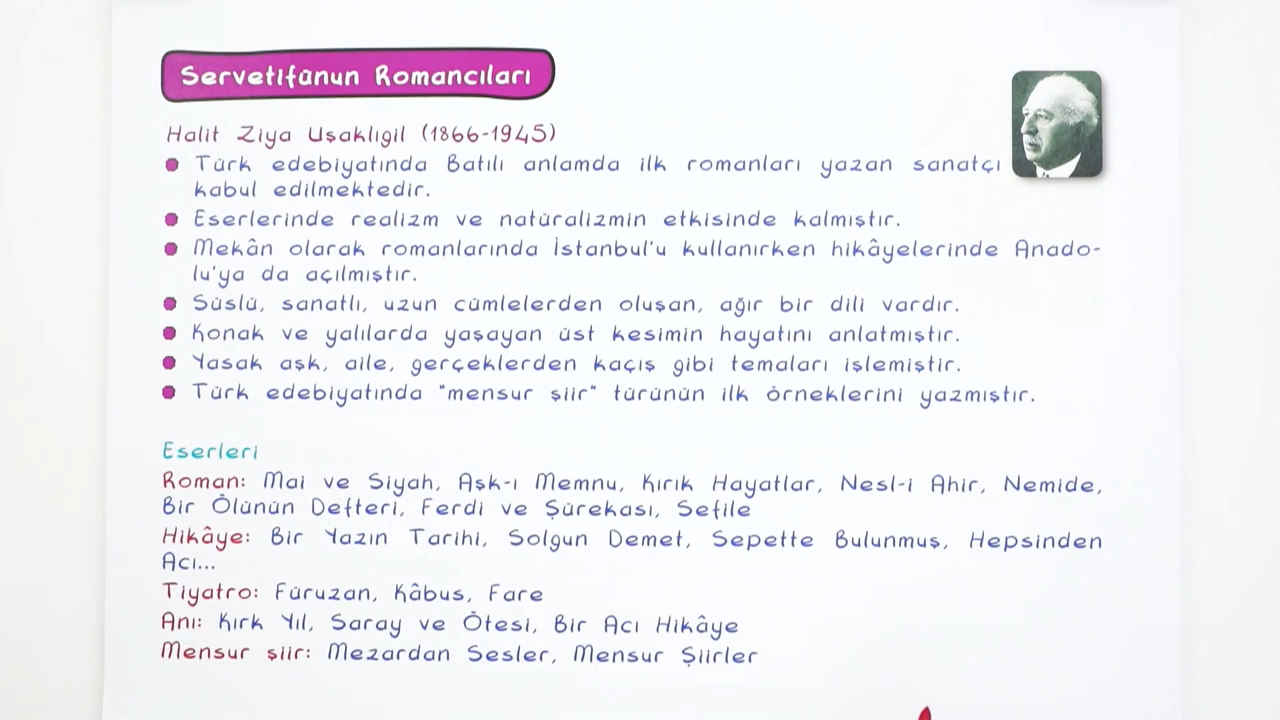 Servetifünun Romancıları
Halit Ziya Uşaklıgil (1866-1945)
Türk edebiyatında Batılı anlamda ilk romanları yazan sanatçı
kabul edilmektedir.
Eserlerinde realizm ve natüralizmin etkisinde kalmıştır.
Mekân olarak romanlarında İstanbul'u kullanırken hikâyelerinde Anado-
lu'ya da açılmıştır.
Süslü, sanatlı, uzun cümlelerden oluşan, ağır bir dili vardır.
Konak ve yalılarda yaşayan üst kesimin hayatını anlatmıştır.
Yasak aşk, aile, gerçeklerden kaçış gibi temaları işlemiştir.
Türk edebiyatında "mensur şiir" türünün ilk örneklerini yazmıştır.
Eserleri
Roman: Mai ve Siyah, Aşk-ı Memnu, Kırık Hayatlar, Nesl-i Ahir, Nemide,
Bir Ölünün Defteri, Ferdi ve Şürekası, Sefile
Hikâye: Bir Yazın Tarihi, Solgun Demet, Sepette Bulunmuş, Hepsinden
Acı...
Tiyatro: Füruzan, Kâbus, Fare
Anı: Kırk Yıl, Saray ve Ötesi, Bir Acı Hikâye
Mensur şiir: Mezardan Sesler, Mensur Şiirler